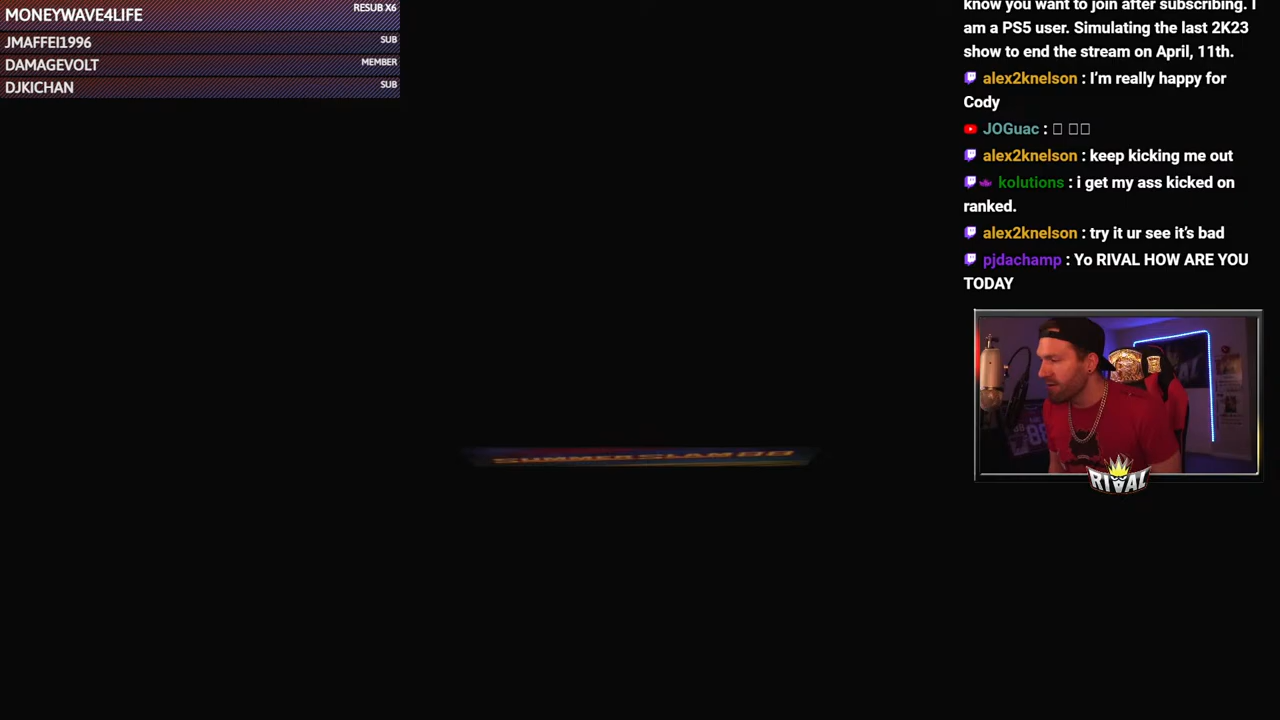 MONEYWAVE4LIFE RESUB X6
JMAFFEI1996 SUB
DAMAGEVOLT MEMBER
DJKICHAN SUB
know you want to join after subscribing. I
am a PS5 user. Simulating the last 2K23
show to end the stream on April, 11th.
alex2knelson : I'm really happy for
Cody
JOGuac :
alex2knelson : keep kicking me out
kolutions : i get my ass kicked on
ranked.
alex2knelson : try it ur see it's bad
pjdachamp : Yo RIVAL HOW ARE YOU
TODAY
RIVAL
SUMMERSLAM 88